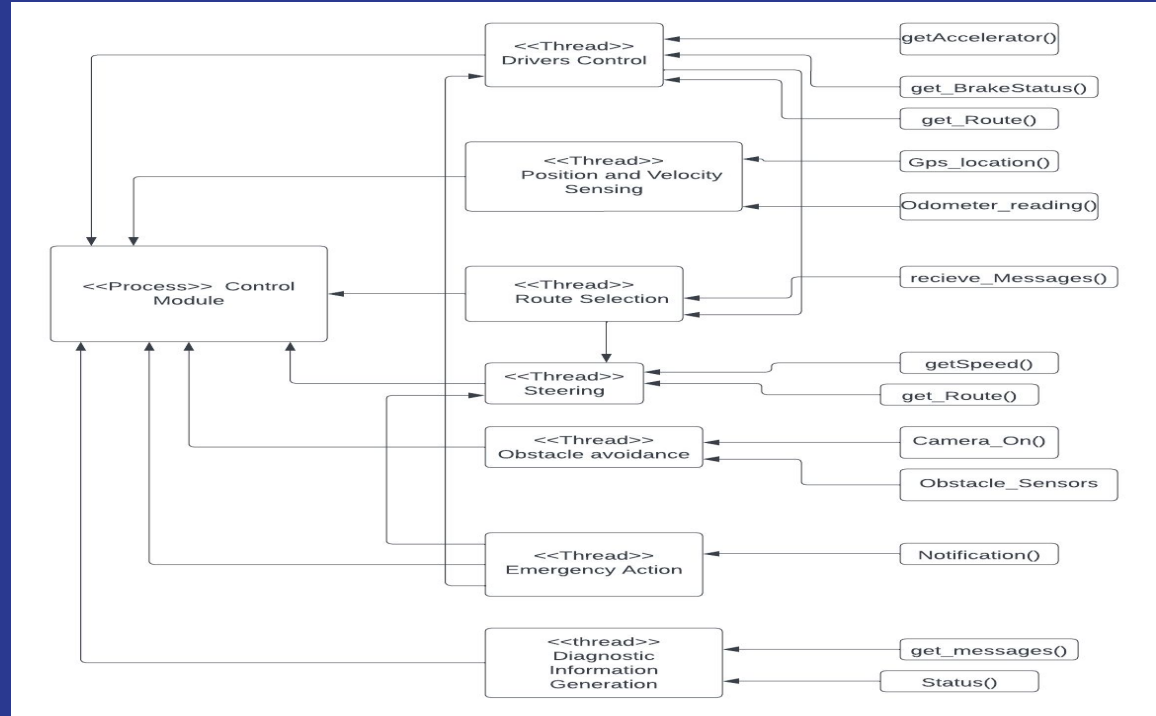 <<Thread>>
Drivers Control
getAccelerator()
get_BrakeStatus()
get_Route()
<<Thread>>
Position and Velocity
Sensing
Gps_location()
Odometer_reading()
<<Process>> Control
Module
<<Thread>>
Route Selection
recieve_Messages()
<<Thread>>
Steering
getSpeed()
get_Route()
<<Thread>>
Obstacle avoidance
Camera_On()
Obstacle_Sensors
<<Thread>>
Emergency Action
Notification()
<<thread>>
Diagnostic
Information
Generation
get_messages()
Status()